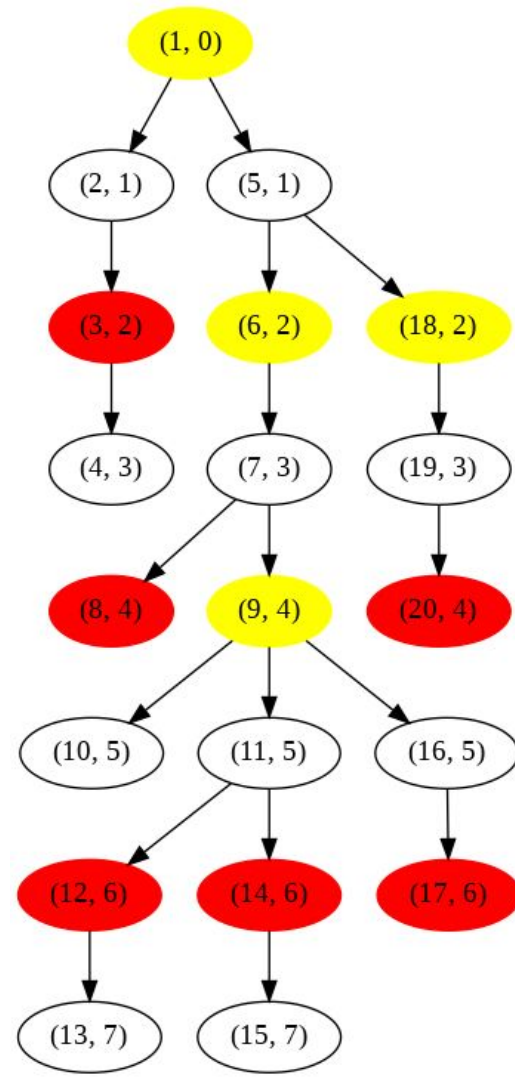 (1, 0)
(2, 1) (5, 1)
(3, 2) (6, 2) (18, 2)
(4, 3) (7, 3) (19, 3)
(8, 4) (9, 4) (20, 4)
(10, 5) (11, 5) (16, 5)
(12, 6) (14, 6) (17, 6)
(13, 7) (15, 7)